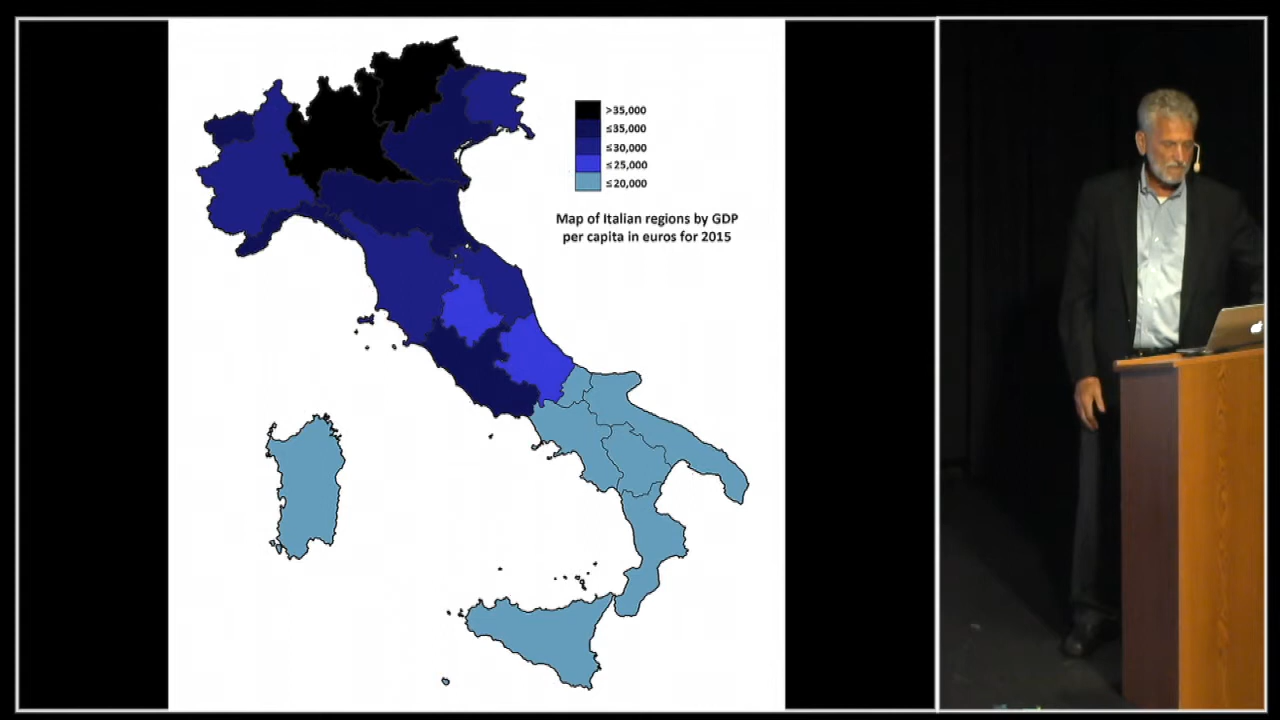 >35,000
≤35,000
≤30,000
≤25,000
≤20,000
Map of Italian regions by GDP
per capita in euros for 2015